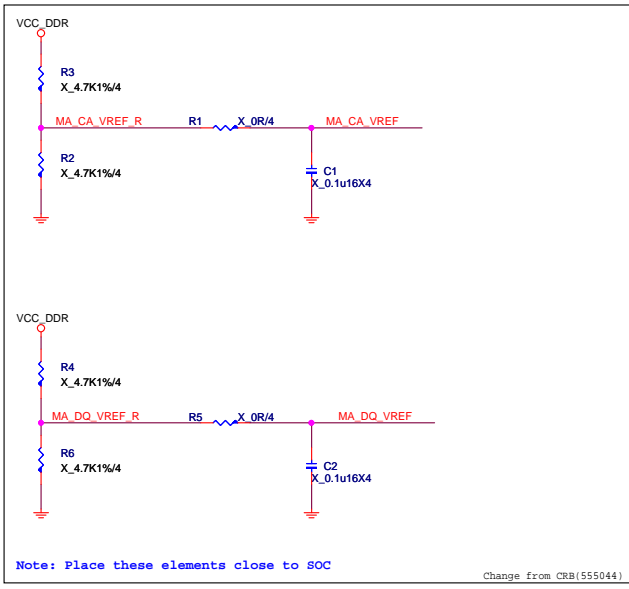 VCC_DDR
R3
X_4.7K1%/4
MA_CA_VREF_R R1 X_0R/4 MA_CA_VREF
R2
X_4.7K1%/4
C1
X_0.1u16X4
VCC_DDR
R4
X_4.7K1%/4
MA_DQ_VREF_R R5 X_0R/4 MA_DQ_VREF
R6
X_4.7K1%/4
C2
X_0.1u16X4
Note: Place these elements close to SOC
Change from CRB(555044)